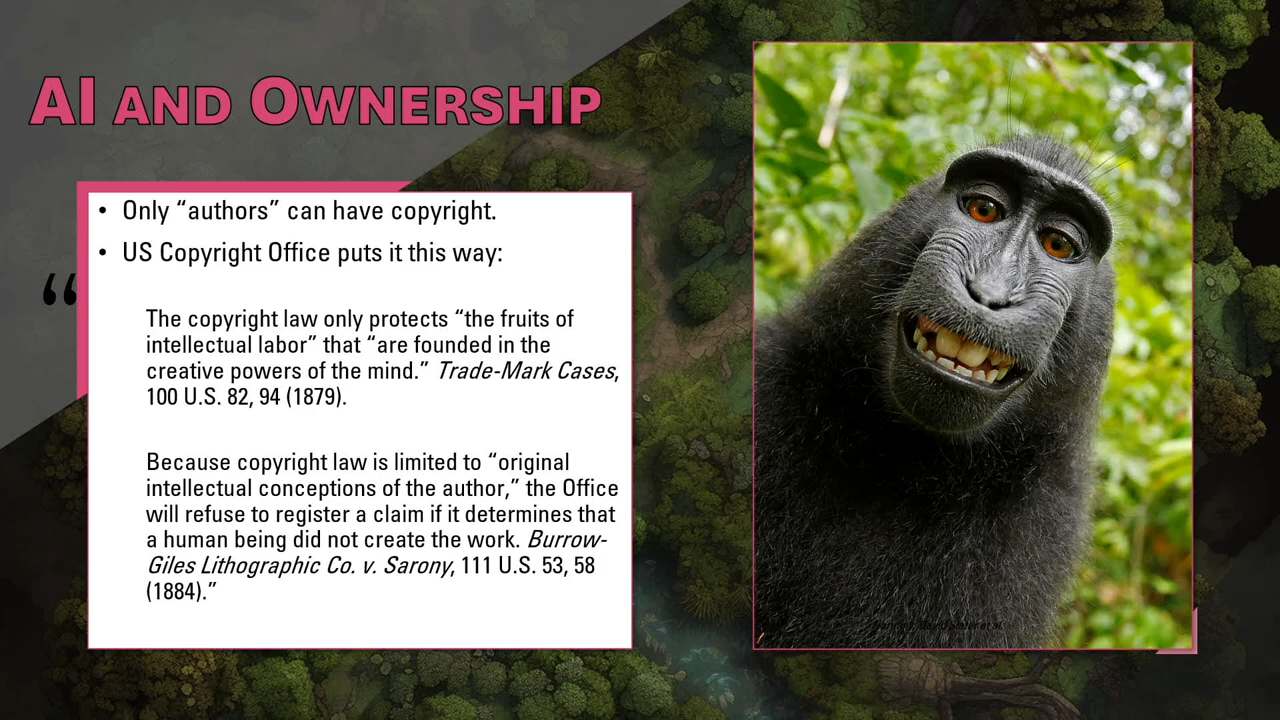 AI AND OWNERSHIP
• Only “authors” can have copyright.
• US Copyright Office puts it this way:
“
The copyright law only protects “the fruits of
intellectual labor” that “are founded in the
creative powers of the mind.” Trade-Mark Cases,
100 U.S. 82, 94 (1879).
Because copyright law is limited to “original
intellectual conceptions of the author,” the Office
will refuse to register a claim if it determines that
a human being did not create the work. Burrow-
Giles Lithographic Co. v. Sarony, 111 U.S. 53, 58
(1884).”